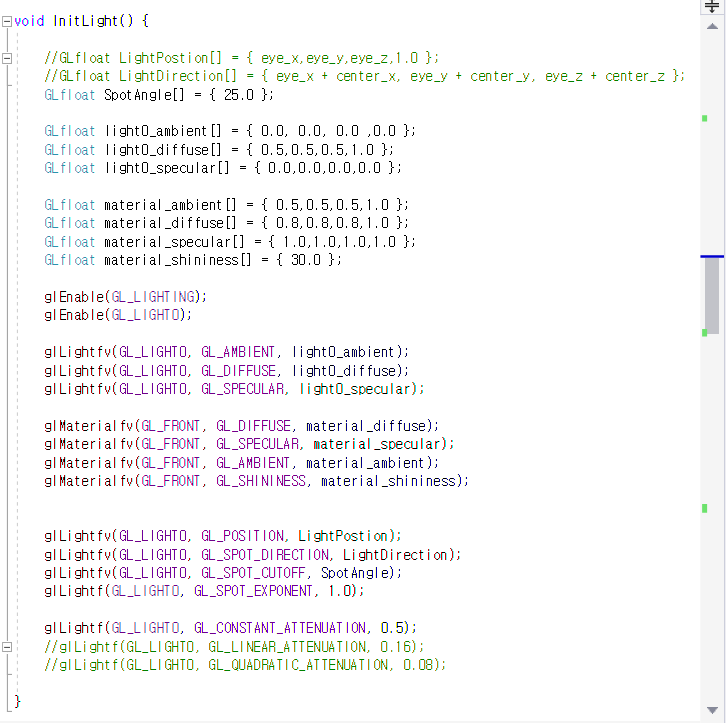 void InitLight() {
//GLfloat LightPostion[] = { eye_x,eye_y,eye_z,1.0 };
//GLfloat LightDirection[] = { eye_x + center_x, eye_y + center_y, eye_z + center_z };
GLfloat SpotAngle[] = { 25.0 };
GLfloat light0_ambient[] = { 0.0, 0.0, 0.0 ,0.0 };
GLfloat light0_diffuse[] = { 0.5,0.5,0.5,1.0 };
GLfloat light0_specular[] = { 0.0,0.0,0.0,0.0 };
GLfloat material_ambient[] = { 0.5,0.5,0.5,1.0 };
GLfloat material_diffuse[] = { 0.8,0.8,0.8,1.0 };
GLfloat material_specular[] = { 1.0,1.0,1.0,1.0 };
GLfloat material_shininess[] = { 30.0 };
glEnable(GL_LIGHTING);
glEnable(GL_LIGHT0);
glLightfv(GL_LIGHT0, GL_AMBIENT, light0_ambient);
glLightfv(GL_LIGHT0, GL_DIFFUSE, light0_diffuse);
glLightfv(GL_LIGHT0, GL_SPECULAR, light0_specular);
glMaterialfv(GL_FRONT, GL_DIFFUSE, material_diffuse);
glMaterialfv(GL_FRONT, GL_SPECULAR, material_specular);
glMaterialfv(GL_FRONT, GL_AMBIENT, material_ambient);
glMaterialfv(GL_FRONT, GL_SHININESS, material_shininess);
glLightfv(GL_LIGHT0, GL_POSITION, LightPostion);
glLightfv(GL_LIGHT0, GL_SPOT_DIRECTION, LightDirection);
glLightfv(GL_LIGHT0, GL_SPOT_CUTOFF, SpotAngle);
glLightf(GL_LIGHT0, GL_SPOT_EXPONENT, 1.0);
glLightf(GL_LIGHT0, GL_CONSTANT_ATTENUATION, 0.5);
//glLightf(GL_LIGHT0, GL_LINEAR_ATTENUATION, 0.16);
//glLightf(GL_LIGHT0, GL_QUADRATIC_ATTENUATION, 0.08);
}